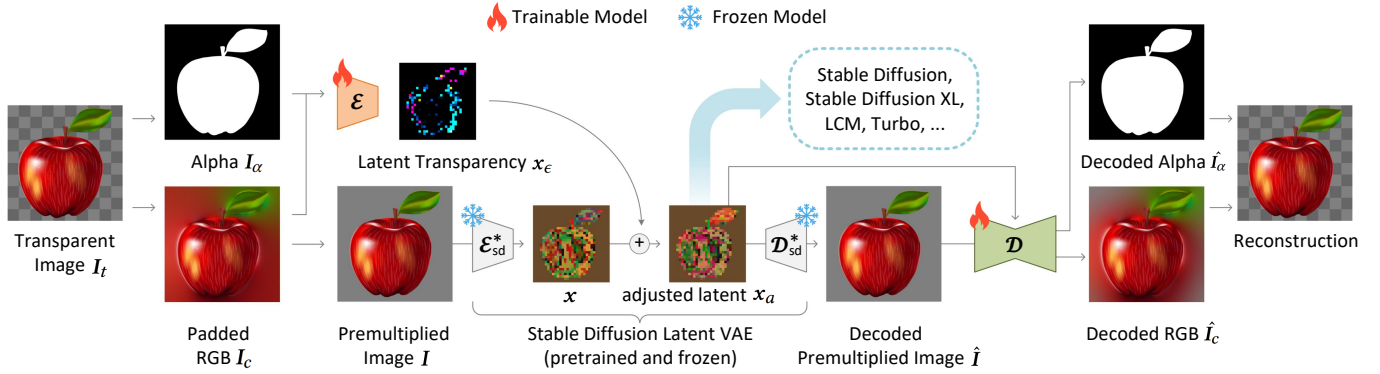 Trainable Model
Frozen Model
Stable Diffusion,
Stable Diffusion XL,
LCM, Turbo, ...
ℰ
Alpha I_α
Latent Transparency x_ϵ
Decoded Alpha Î_α
Transparent
Image I_t
ℰ*_sd
+
𝒟*_sd
𝒟
Reconstruction
x
adjusted latent x_a
Padded
RGB I_c
Premultiplied
Image I
Stable Diffusion Latent VAE
(pretrained and frozen)
Decoded
Premultiplied Image Î
Decoded RGB Î_c